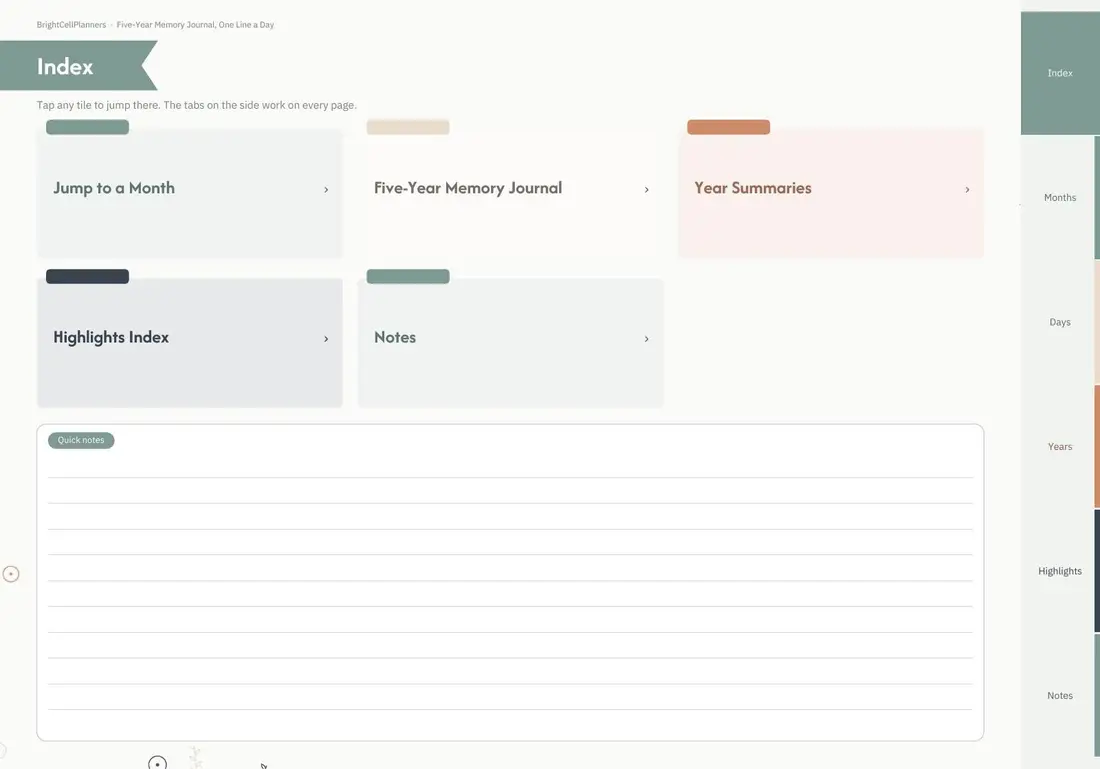 BrightCellPlanners · Five-Year Memory Journal, One Line a Day
Index
Tap any tile to jump there. The tabs on the side work on every page.
Jump to a Month ›
Five-Year Memory Journal ›
Year Summaries ›
Highlights Index ›
Notes ›
Quick notes
Index
Months
Days
Years
Highlights
Notes